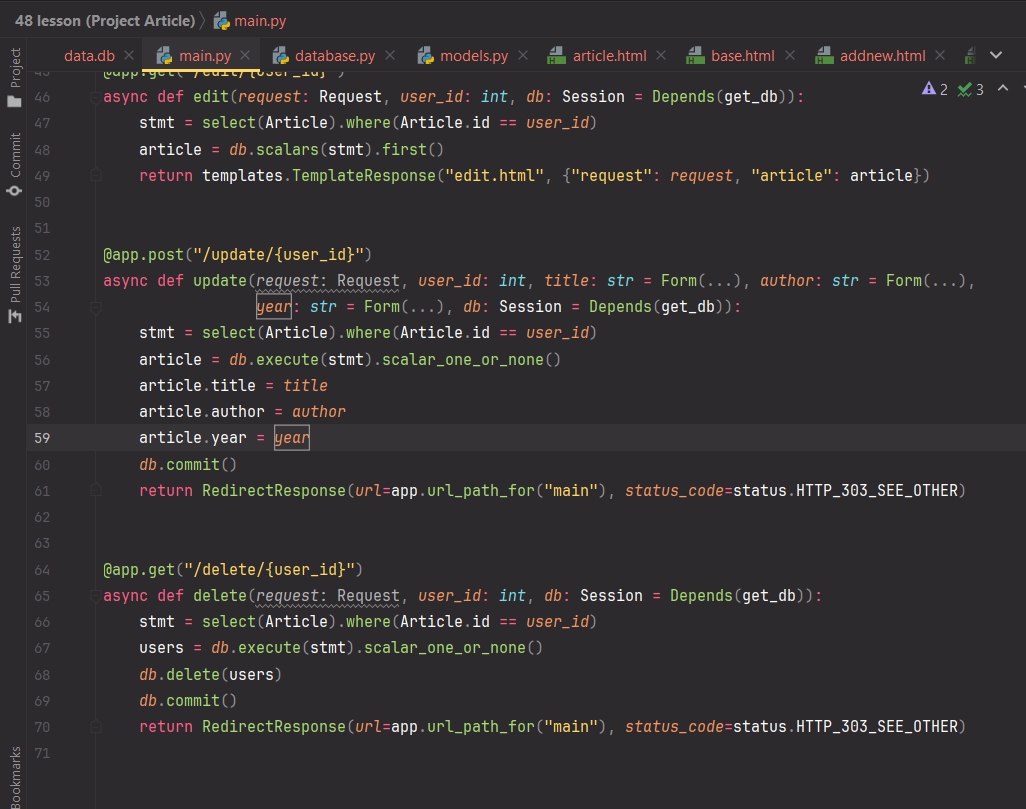 48 lesson (Project Article) main.py
data.db main.py database.py models.py article.html base.html addnew.html
Project
Commit
Pull Requests
Bookmarks
2 3
45 @app.get("/edit/{user_id}")
46 async def edit(request: Request, user_id: int, db: Session = Depends(get_db)):
47 stmt = select(Article).where(Article.id == user_id)
48 article = db.scalars(stmt).first()
49 return templates.TemplateResponse("edit.html", {"request": request, "article": article})
50
51
52 @app.post("/update/{user_id}")
53 async def update(request: Request, user_id: int, title: str = Form(...), author: str = Form(...),
54 year: str = Form(...), db: Session = Depends(get_db)):
55 stmt = select(Article).where(Article.id == user_id)
56 article = db.execute(stmt).scalar_one_or_none()
57 article.title = title
58 article.author = author
59 article.year = year
60 db.commit()
61 return RedirectResponse(url=app.url_path_for("main"), status_code=status.HTTP_303_SEE_OTHER)
62
63
64 @app.get("/delete/{user_id}")
65 async def delete(request: Request, user_id: int, db: Session = Depends(get_db)):
66 stmt = select(Article).where(Article.id == user_id)
67 users = db.execute(stmt).scalar_one_or_none()
68 db.delete(users)
69 db.commit()
70 return RedirectResponse(url=app.url_path_for("main"), status_code=status.HTTP_303_SEE_OTHER)
71